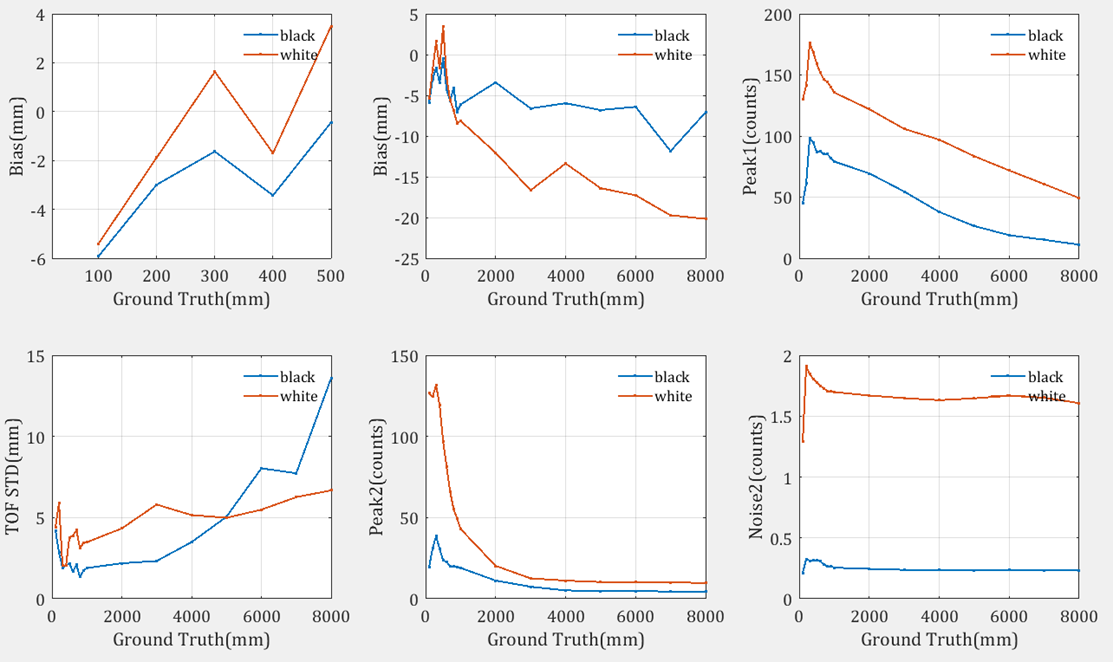 4
2
0
-2
-4
-6
Bias(mm)
100 200 300 400 500
Ground Truth(mm)
black
white
5
0
-5
-10
-15
-20
-25
Bias(mm)
0 2000 4000 6000 8000
Ground Truth(mm)
black
white
200
150
100
50
0
Peak1(counts)
0 2000 4000 6000 8000
Ground Truth(mm)
black
white
15
10
5
0
TOF STD(mm)
0 2000 4000 6000 8000
Ground Truth(mm)
black
white
150
100
50
0
Peak2(counts)
0 2000 4000 6000 8000
Ground Truth(mm)
black
white
2
1.5
1
0.5
0
Noise2(counts)
0 2000 4000 6000 8000
Ground Truth(mm)
black
white